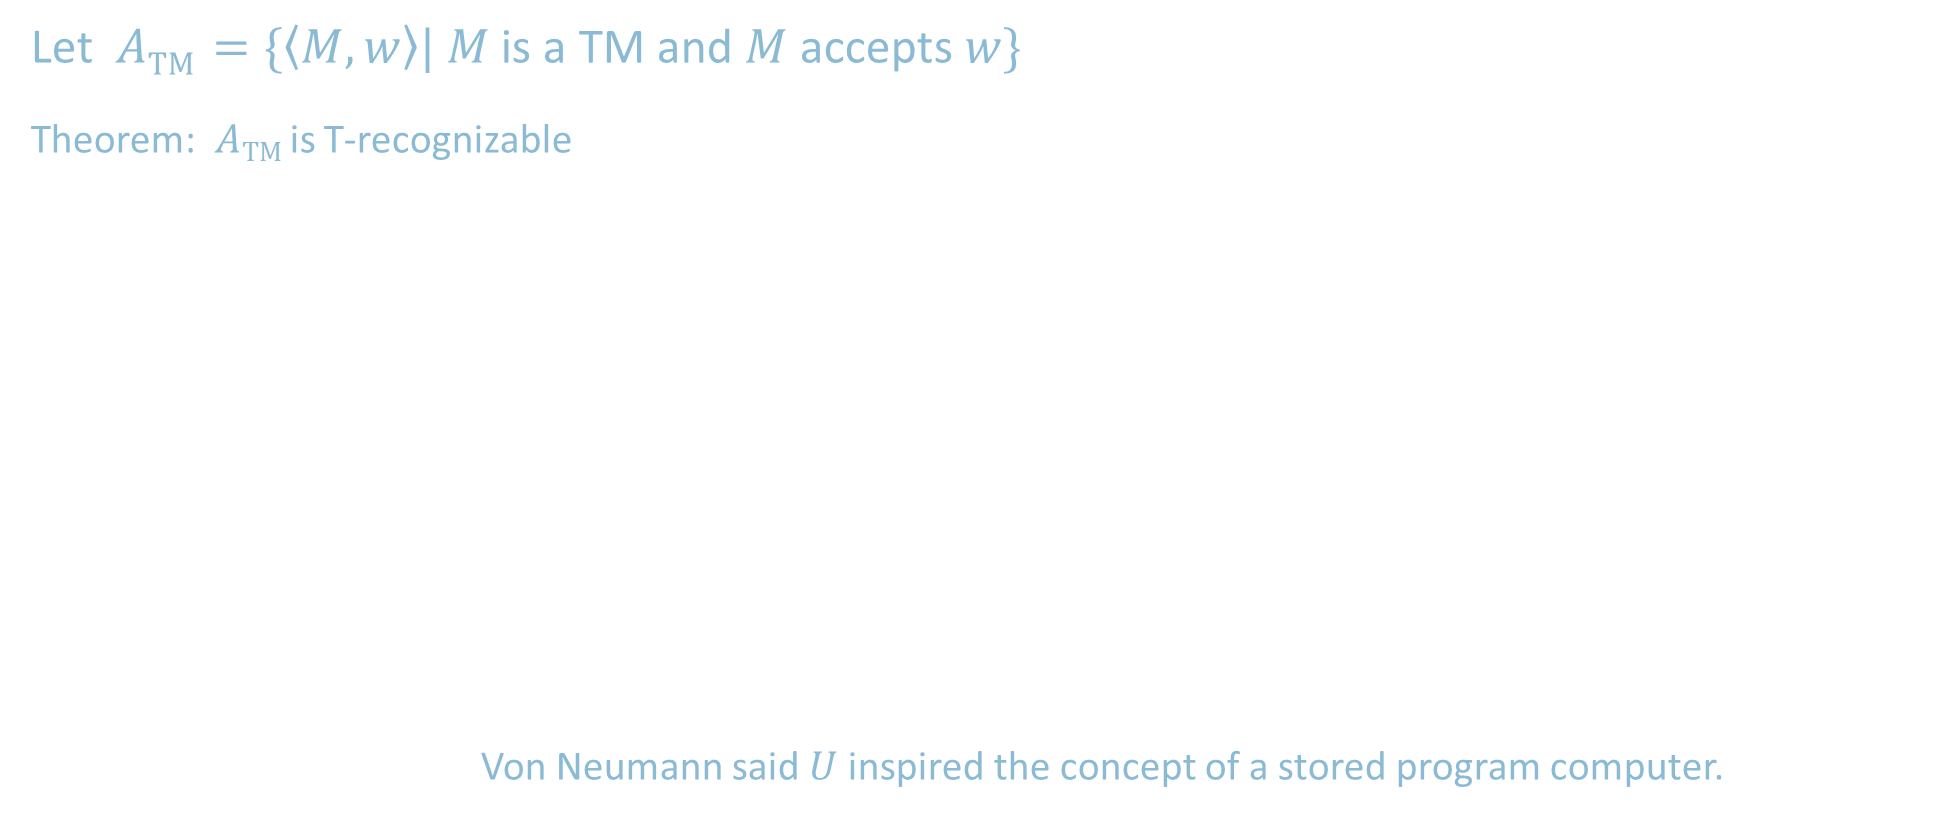 Let A_TM = {⟨M, w⟩| M is a TM and M accepts w}
Theorem: A_TM is T-recognizable
Von Neumann said U inspired the concept of a stored program computer.